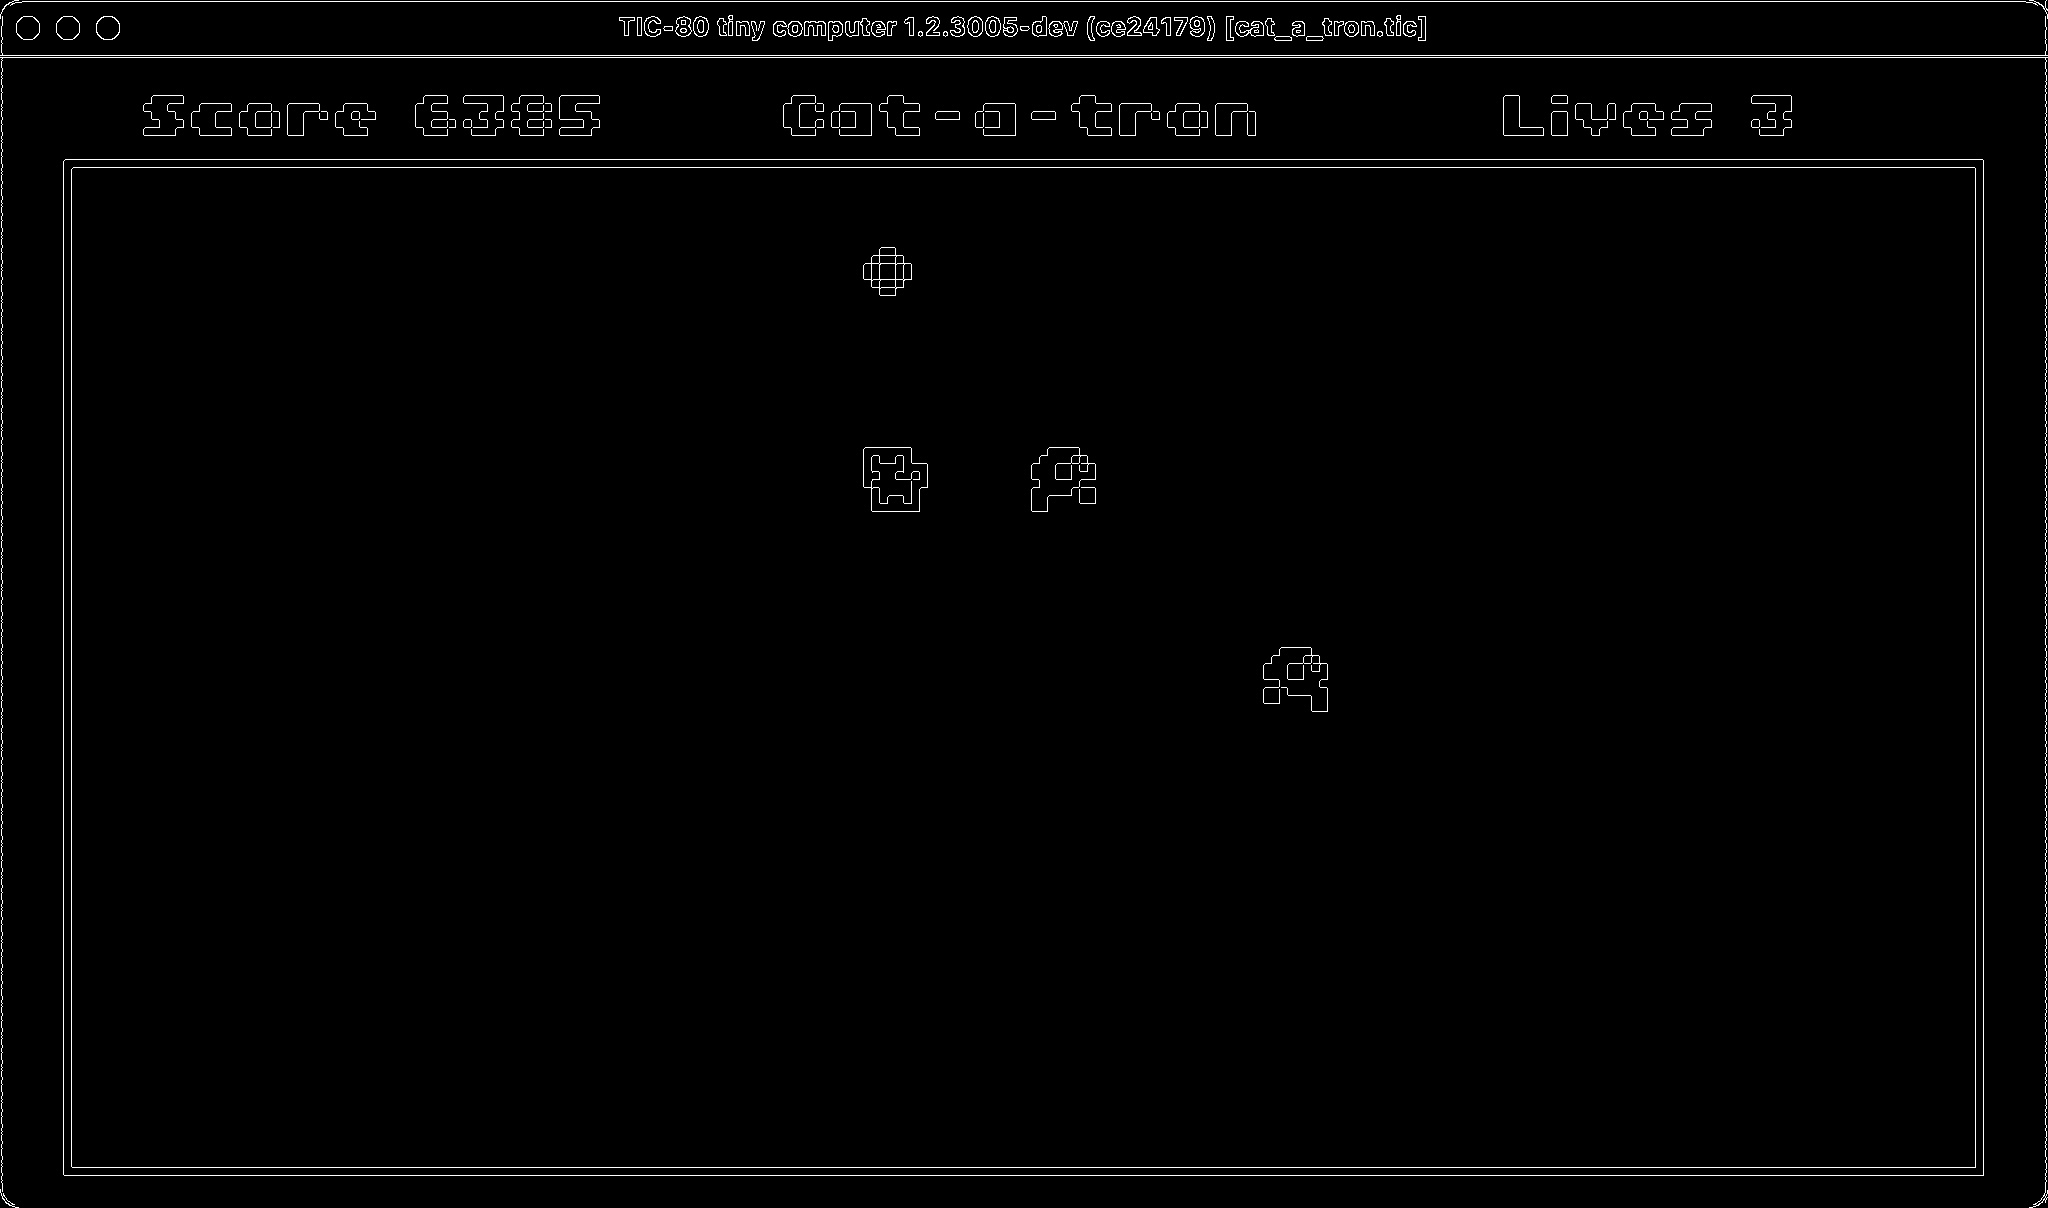 TIC-80 tiny computer 1.2.3005-dev (ce24179) [cat_a_tron.tic]
Score 6385 Cat-a-tron Lives 3